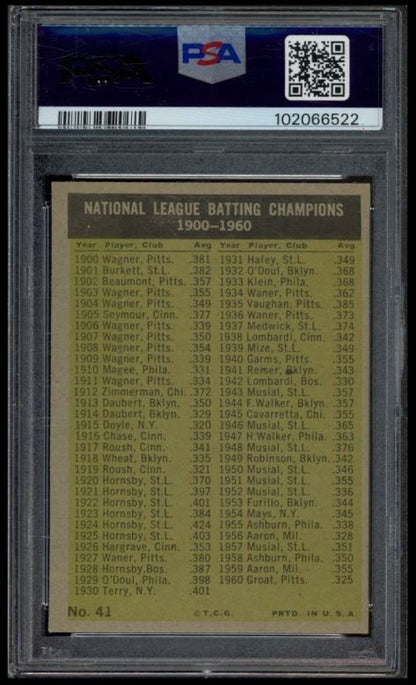 PSA
102066522
NATIONAL LEAGUE BATTING CHAMPIONS
1900-1960
Year Player, Club Avg
1900 Wagner, Pitts. .381
1901 Burkett, St.L. .382
1902 Beaumont, Pitts. .357
1903 Wagner, Pitts. .355
1904 Wagner, Pitts. .349
1905 Seymour, Cinn. .377
1906 Wagner, Pitts. .339
1907 Wagner, Pitts. .350
1908 Wagner, Pitts. .354
1909 Wagner, Pitts. .339
1910 Magee, Phila. .331
1911 Wagner, Pitts. .334
1912 Zimmerman, Chi. .372
1913 Daubert, Bklyn. .350
1914 Daubert, Bklyn. .329
1915 Doyle, N.Y. .320
1916 Chase, Cinn. .339
1917 Roush, Cinn. .341
1918 Wheat, Bklyn. .335
1919 Roush, Cinn. .321
1920 Hornsby, St.L. .370
1921 Hornsby, St.L. .397
1922 Hornsby, St.L. .401
1923 Hornsby, St.L. .384
1924 Hornsby, St.L. .424
1925 Hornsby, St.L. .403
1926 Hargrave, Cinn. .353
1927 Waner, Pitts. .380
1928 Hornsby.Bos. .387
1929 O'Doul, Phila. .398
1930 Terry, N.Y. .401
Year Player, Club Avg
1931 Hafey, St.L. .349
1932 O'Doul, Bklyn. .368
1933 Klein, Phila. .368
1934 Waner, Pitts. .362
1935 Vaughan, Pitts. .385
1936 Waner, Pitts. .373
1937 Medwick, St.L. .374
1938 Lombardi, Cinn. .342
1939 Mize, St.L. .349
1940 Garms, Pitts. .355
1941 Reiser, Bklyn. .343
1942 Lombardi, Bos. .330
1943 Musial, St.L. .357
1944 F.Walker, Bklyn. .357
1945 Cavarretta, Chi. .355
1946 Musial, St.L. .365
1947 H.Walker, Phila. .363
1948 Musial, St.L. .376
1949 Robinson, Bklyn. .342
1950 Musial, St.L. .346
1951 Musial, St.L. .355
1952 Musial, St.L. .336
1953 Furillo, Bklyn. .344
1954 Mays, N.Y. .345
1955 Ashburn, Phila. .338
1956 Aaron, Mil. .328
1957 Musial, St.L. .351
1958 Ashburn, Phila. .350
1959 Aaron, Mil. .355
1960 Groat, Pitts. .325
No. 41 © T.C.G. PRTD. IN U.S.A.